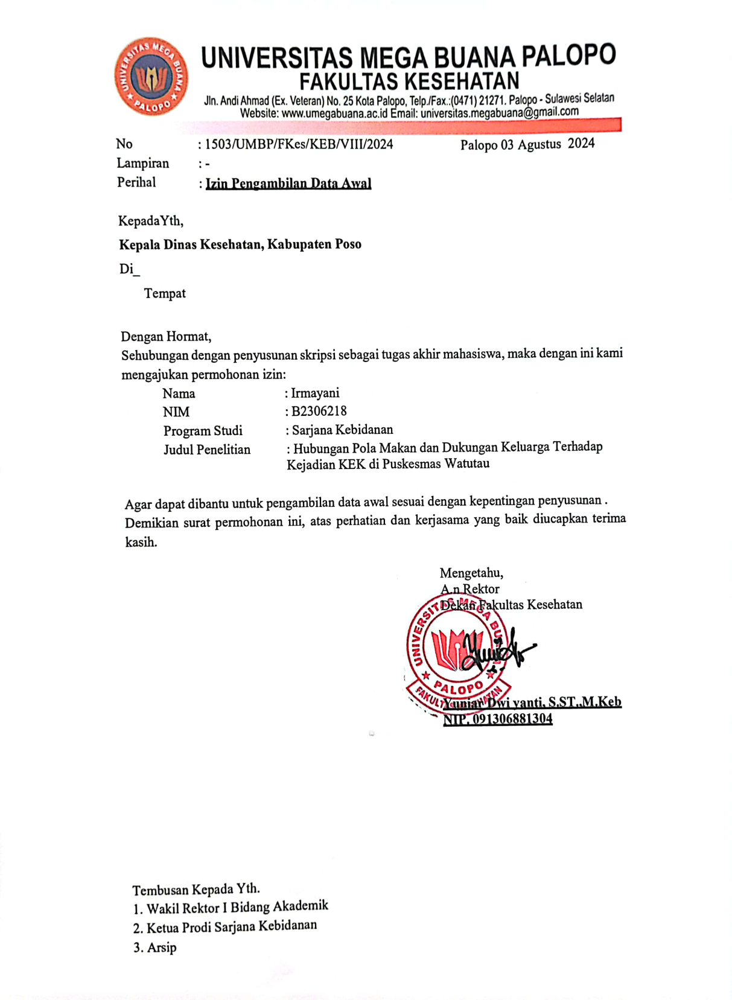 UNIVERSITAS MEGA BUANA
PALOPO
UNIVERSITAS MEGA BUANA PALOPO
FAKULTAS KESEHATAN
Jln. Andi Ahmad (Ex. Veteran) No. 25 Kota Palopo, Telp./Fax.:(0471) 21271. Palopo - Sulawesi Selatan
Website: www.umegabuana.ac.id Email: universitas.megabuana@gmail.com
No : 1503/UMBP/FKes/KEB/VIII/2024 Palopo 03 Agustus 2024
Lampiran : -
Perihal : Izin Pengambilan Data Awal
KepadaYth,
Kepala Dinas Kesehatan, Kabupaten Poso
Di_
Tempat
Dengan Hormat,
Sehubungan dengan penyusunan skripsi sebagai tugas akhir mahasiswa, maka dengan ini kami
mengajukan permohonan izin:
Nama : Irmayani
NIM : B2306218
Program Studi : Sarjana Kebidanan
Judul Penelitian : Hubungan Pola Makan dan Dukungan Keluarga Terhadap
Kejadian KEK di Puskesmas Watutau
Agar dapat dibantu untuk pengambilan data awal sesuai dengan kepentingan penyusunan .
Demikian surat permohonan ini, atas perhatian dan kerjasama yang baik diucapkan terima
kasih.
Mengetahu,
A.n Rektor
Dekan Fakultas Kesehatan
UNIVERSITAS MEGA
PALOPO
Yuniar Dwi yanti, S.ST.,M.Keb
NIP. 091306881304
Tembusan Kepada Yth.
1. Wakil Rektor I Bidang Akademik
2. Ketua Prodi Sarjana Kebidanan
3. Arsip